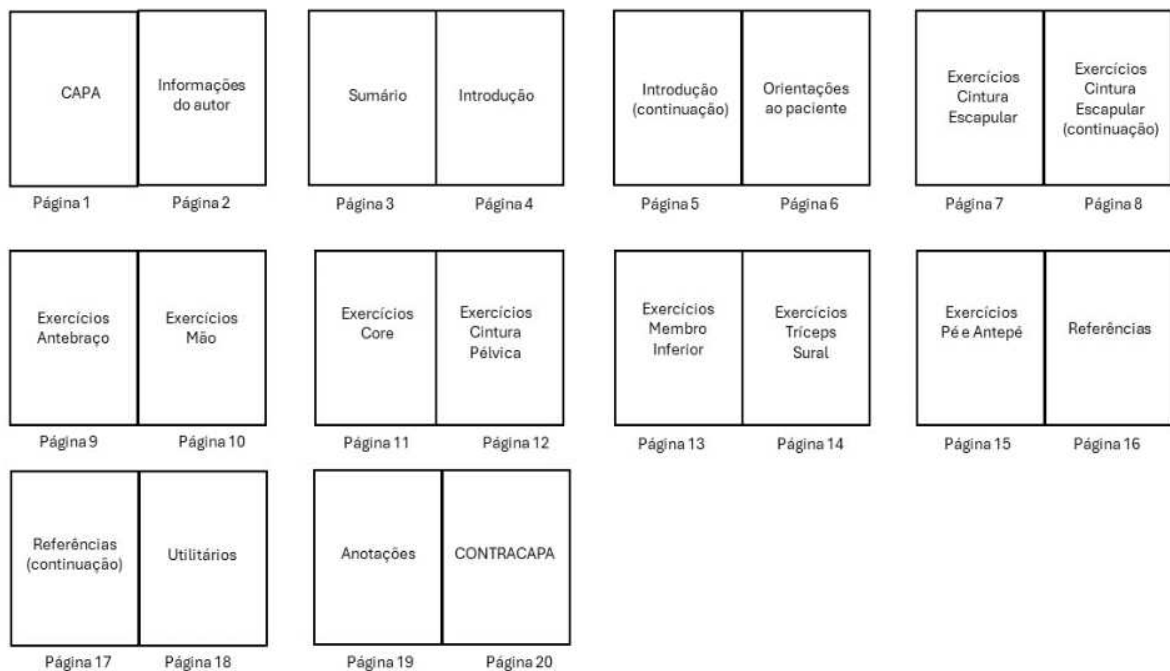 CAPA
Informações
do autor
Sumário
Introdução
Introdução
(continuação)
Orientações
ao paciente
Exercícios
Cintura
Escapular
Exercícios
Cintura
Escapular
(continuação)
Página 1
Página 2
Página 3
Página 4
Página 5
Página 6
Página 7
Página 8
Exercícios
Antebraço
Exercícios
Mão
Exercícios
Core
Exercícios
Cintura
Pélvica
Exercícios
Membro
Inferior
Exercícios
Tríceps
Sural
Exercícios
Pé e Antepé
Referências
Página 9
Página 10
Página 11
Página 12
Página 13
Página 14
Página 15
Página 16
Referências
(continuação)
Utilitários
Anotações
CONTRACAPA
Página 17
Página 18
Página 19
Página 20